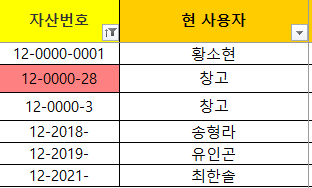 자산번호 현 사용자
12-0000-0001 황소현
12-0000-28 창고
12-0000-3 창고
12-2018- 송형라
12-2019- 유인곤
12-2021- 최한솔